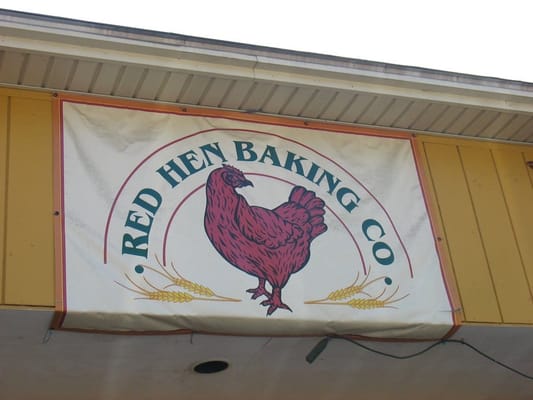 RED HEN BAKING CO